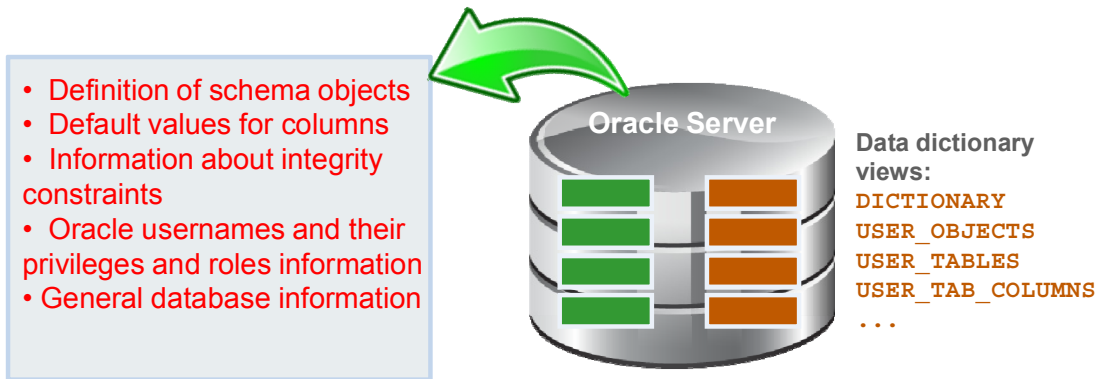 • Definition of schema objects
• Default values for columns
• Information about integrity
constraints
• Oracle usernames and their
privileges and roles information
• General database information
Oracle Server
Data dictionary
views:
DICTIONARY
USER_OBJECTS
USER_TABLES
USER_TAB_COLUMNS
...